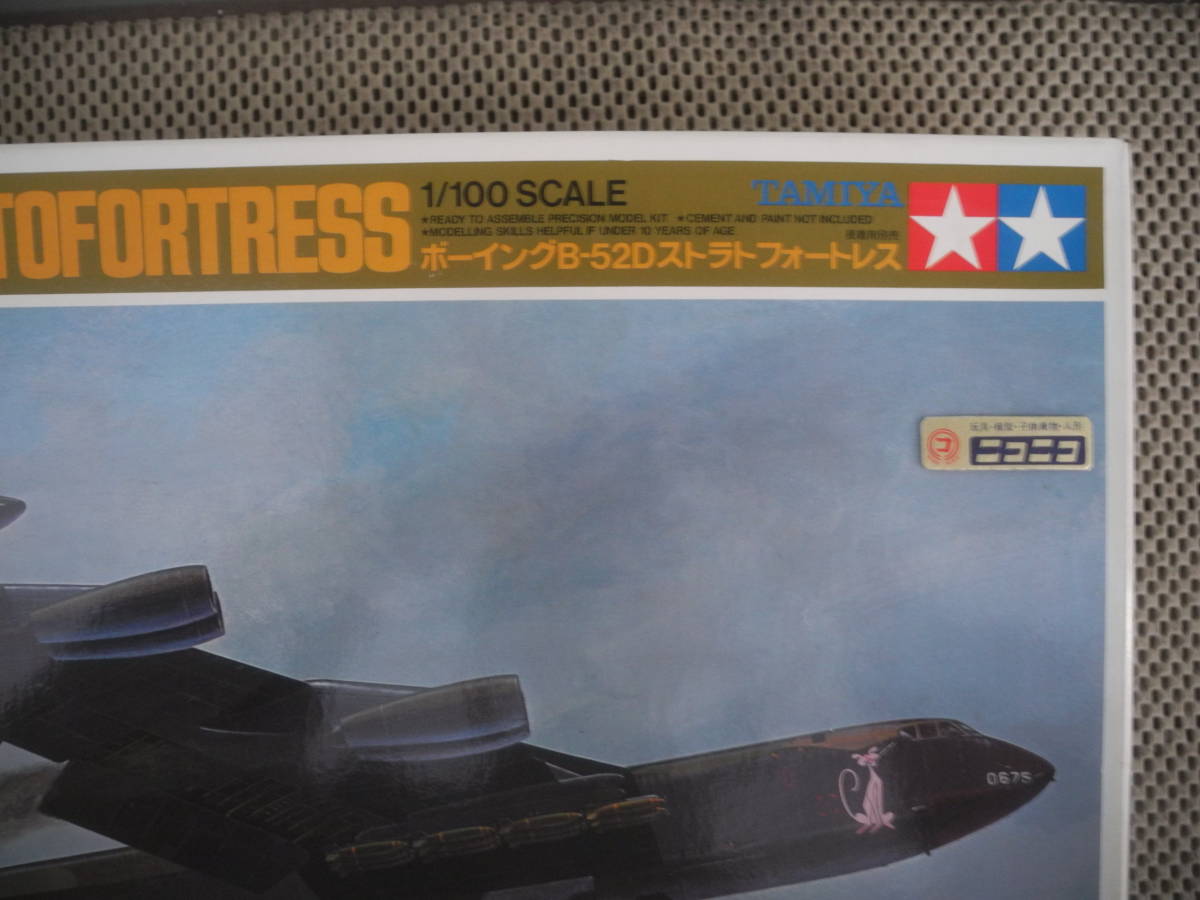 TOFORTRESS
1/100 SCALE
★READY TO ASSEMBLE PRECISION MODEL KIT ★CEMENT AND PAINT NOT INCLUDED
★MODELLING SKILLS HELPFUL IF UNDER 10 YEARS OF AGE
ボーイングB-52Dストラトフォートレス
TAMIYA
コ
ニコニコ
0675